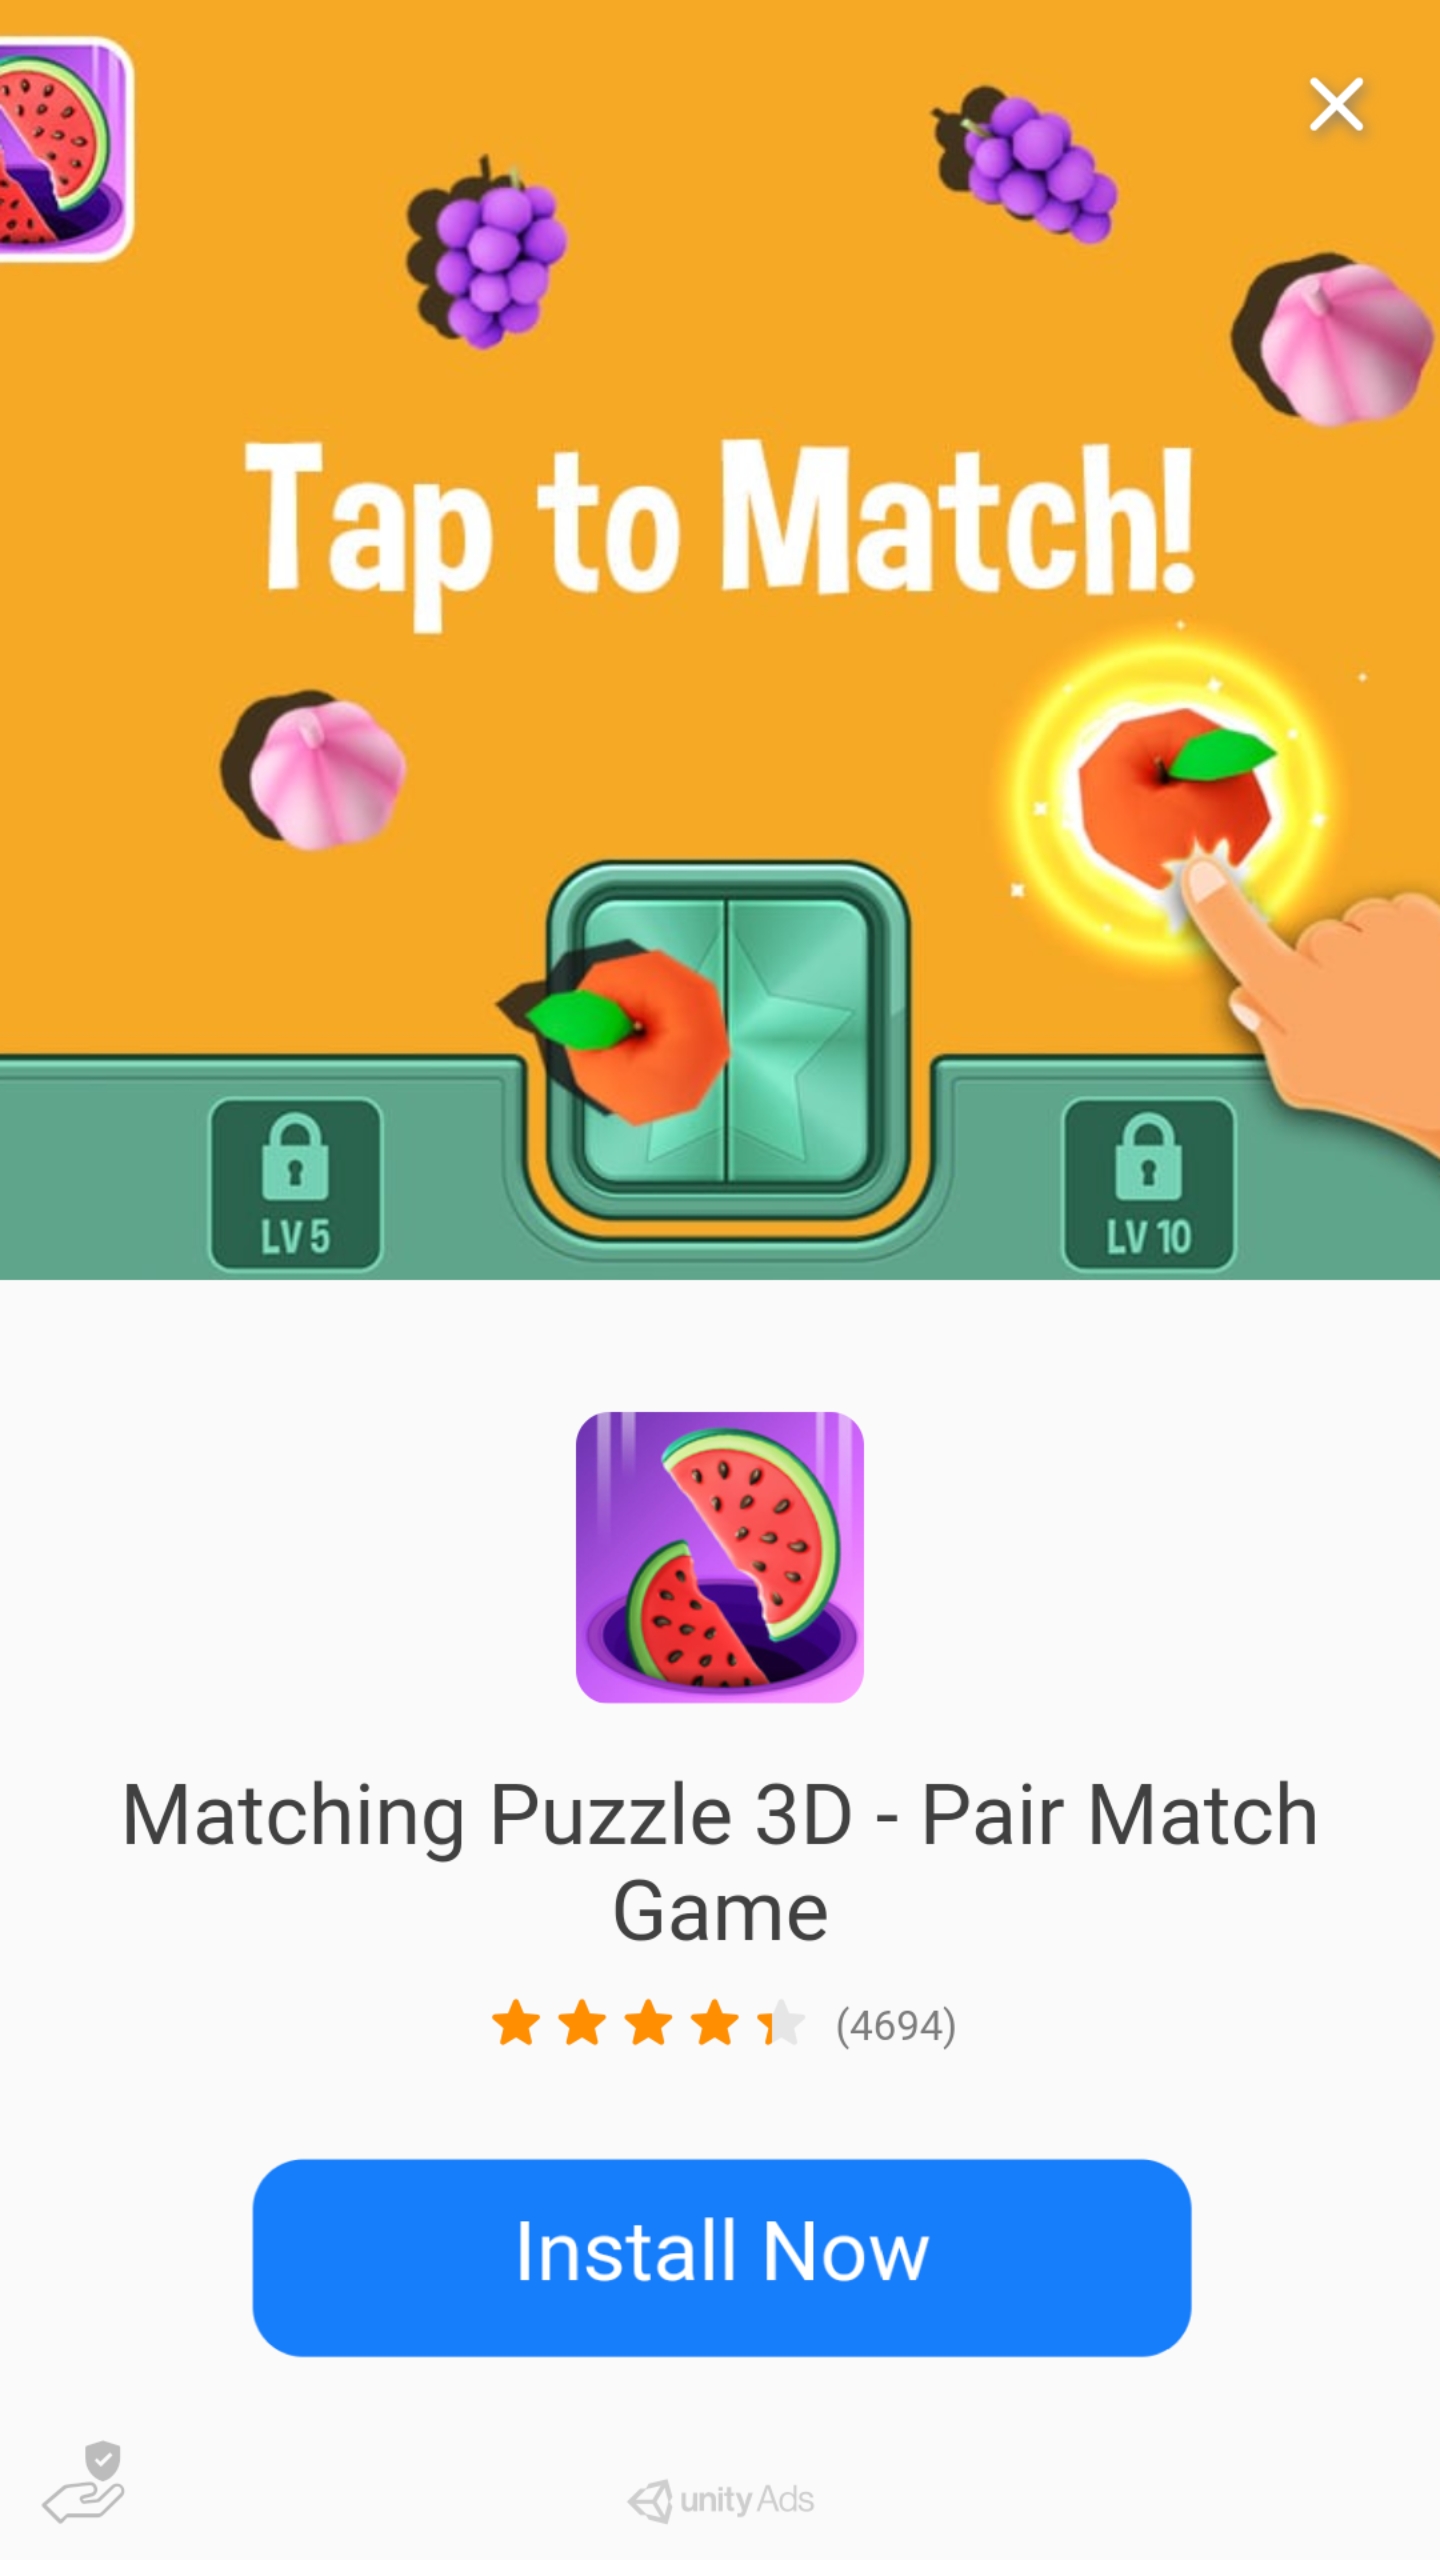 Tap to Match!
LV 5
LV 10
Matching Puzzle 3D - Pair Match
Game
(4694)
Install Now
unity Ads